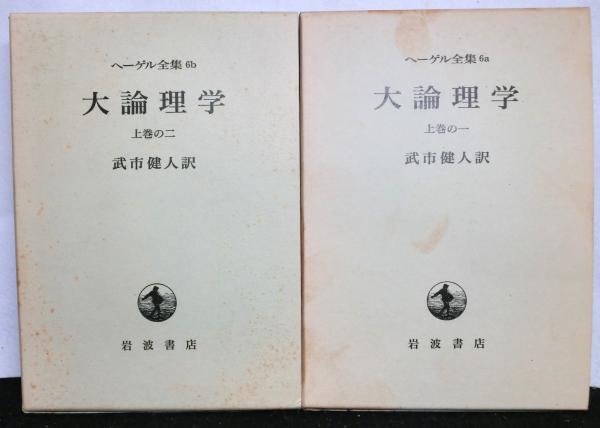 ヘーゲル全集 6b
大論理学
上巻の二
武市健人訳
岩波書店
ヘーゲル全集 6a
大論理学
上巻の一
武市健人訳
岩波書店